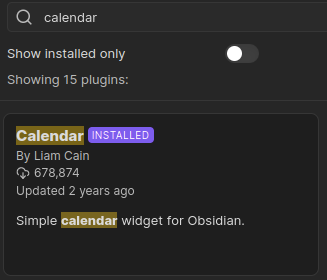 calendar
Show installed only
Showing 15 plugins:
Calendar INSTALLED
By Liam Cain
678,874
Updated 2 years ago
Simple calendar widget for Obsidian.